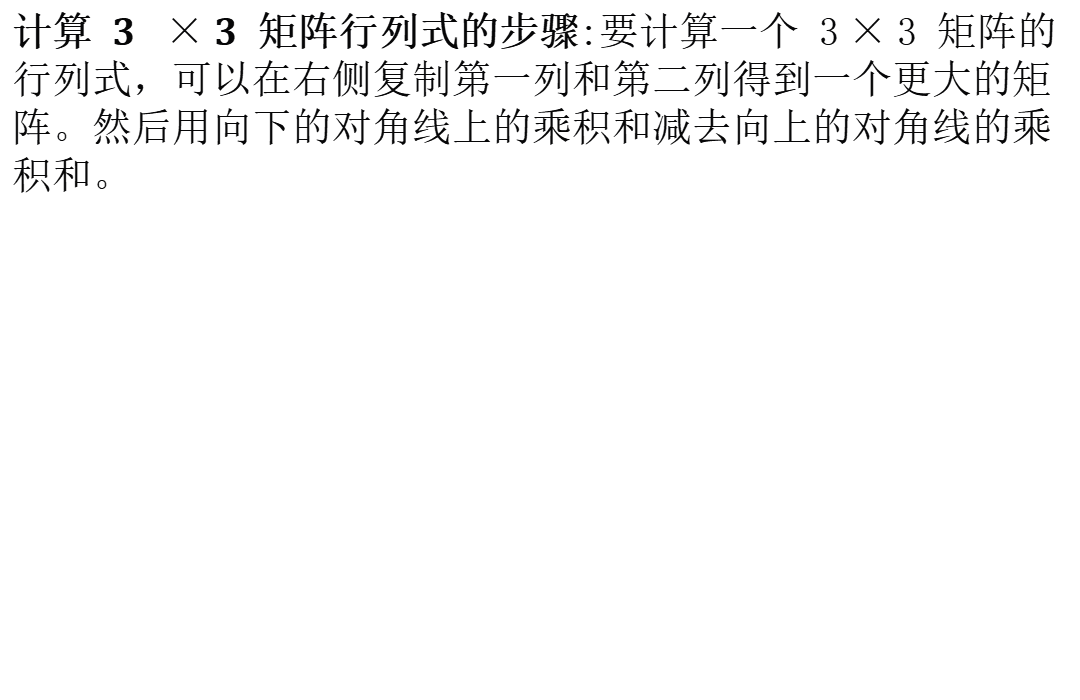 计算 3 × 3 矩阵行列式的步骤:要计算一个 3 × 3 矩阵的
行列式，可以在右侧复制第一列和第二列得到一个更大的矩
阵。然后用向下的对角线上的乘积和减去向上的对角线的乘
积和。